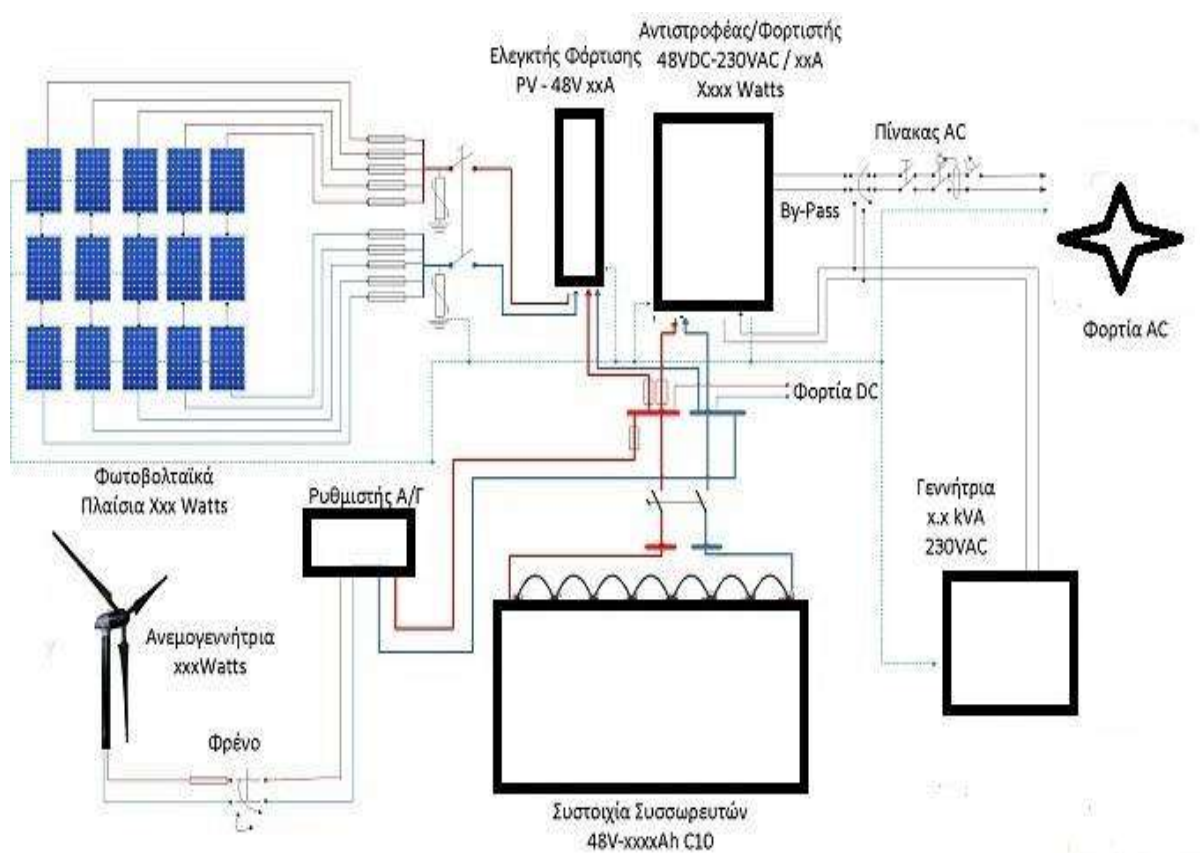 Αντιστροφέας/Φορτιστής
48VDC-230VAC / xxA
Xxxx Watts
Ελεγκτής Φόρτισης
PV - 48V xxA
Πίνακας AC
By-Pass
Φορτία AC
Φορτία DC
Φωτοβολταϊκά
Πλαίσια Xxx Watts
Ρυθμιστής Α/Γ
Γεννήτρια
x.x kVA
230VAC
Ανεμογεννήτρια
xxxWatts
Φρένο
Συστοιχία Συσσωρευτών
48V-xxxxAh C10